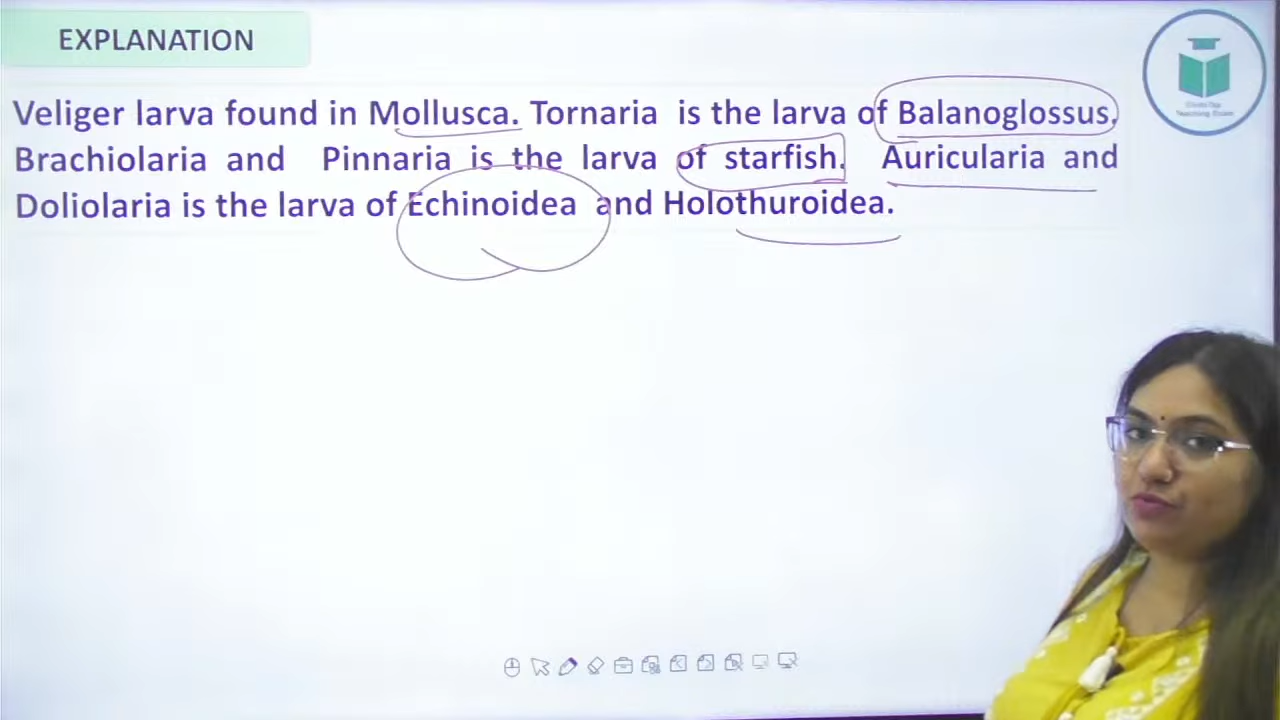 EXPLANATION
Veliger larva found in Mollusca. Tornaria is the larva of Balanoglossus.
Brachiolaria and Pinnaria is the larva of starfish. Auricularia and
Doliolaria is the larva of Echinoidea and Holothuroidea.